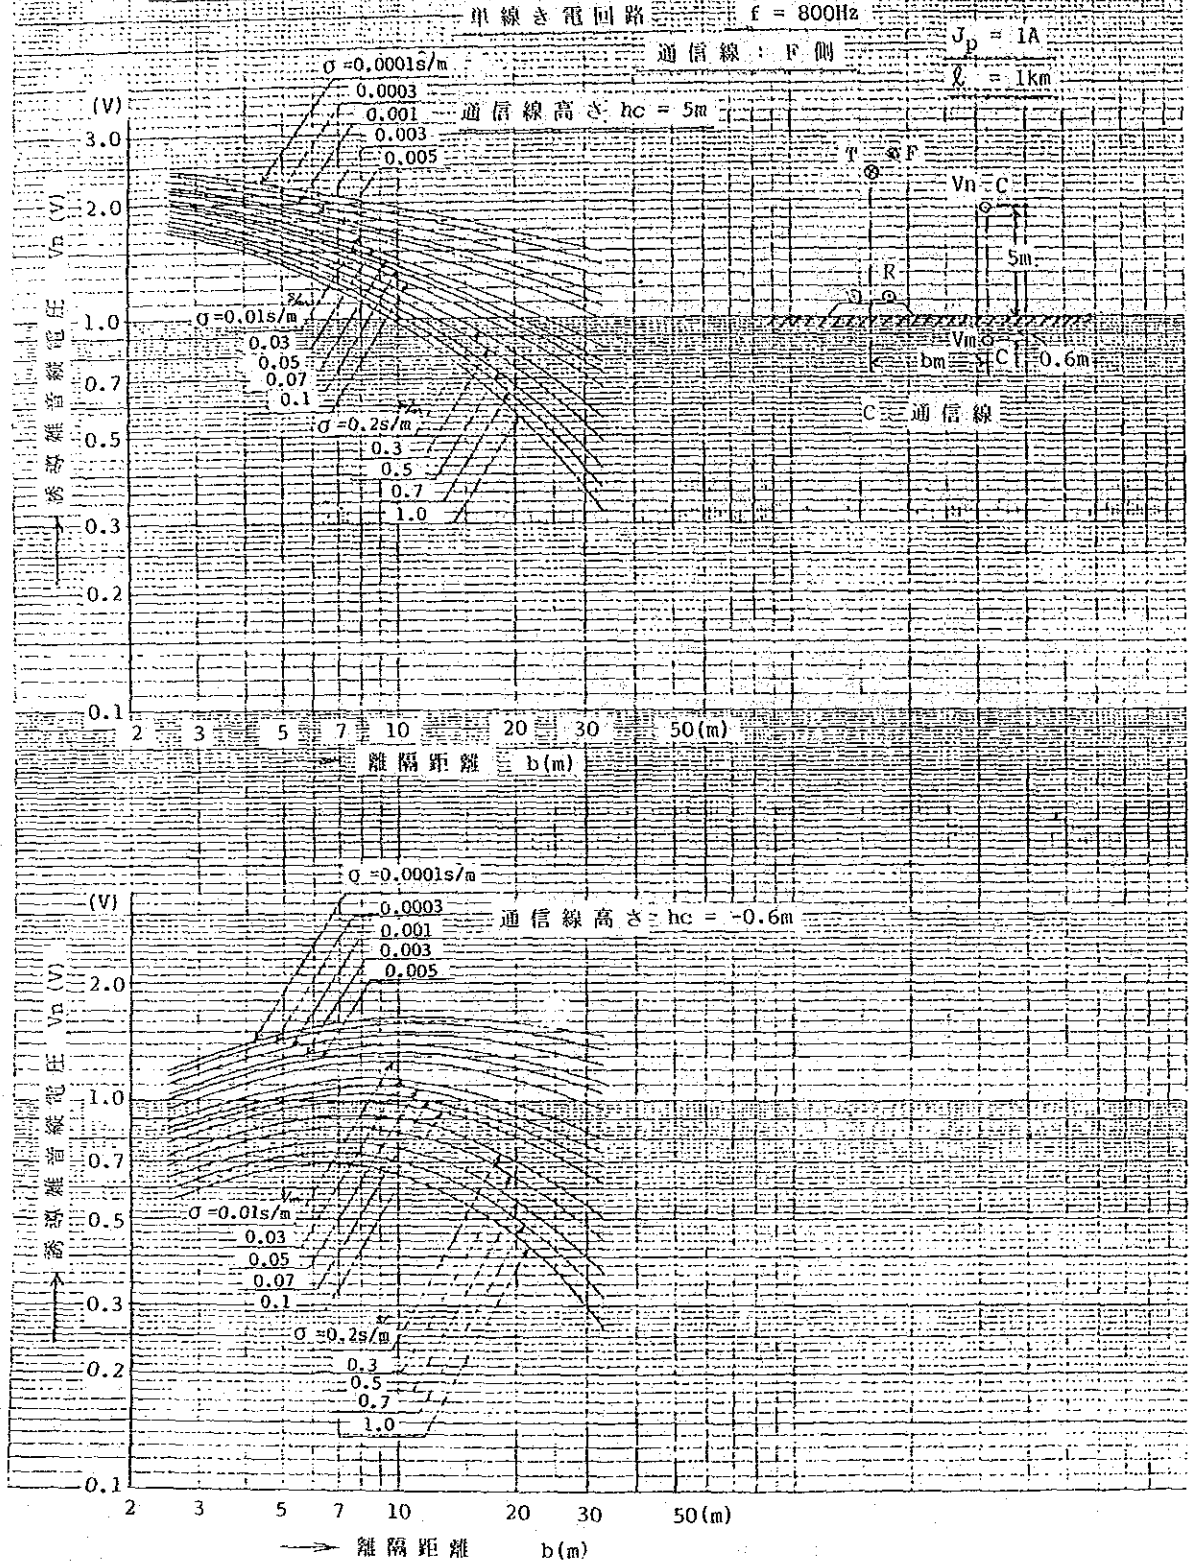 単線き電回路 f = 800Hz
通信線 : F 側
Jp = 1A
ℓ = 1km
σ=0.0001s/m
0.0003
0.001
0.003
0.005
通信線高さ hc = 5m
(V)
3.0
2.0
1.0
0.7
0.5
0.3
0.2
0.1
誘導雑音縦電圧 Vn (V)
σ=0.01s/m
0.03
0.05
0.07
0.1
σ=0.2s/m
0.3
0.5
0.7
1.0
T F
Vn C
5m
R
Vm C 0.6m
bm
C 通信線
2 3 5 7 10 20 30 50(m)
離隔距離 b(m)
σ=0.0001s/m
0.0003
0.001
0.003
0.005
通信線高さ hc = -0.6m
(V)
2.0
1.0
0.7
0.5
0.3
0.2
0.1
誘導雑音縦電圧 Vn (V)
σ=0.01s/m
0.03
0.05
0.07
0.1
σ=0.2s/m
0.3
0.5
0.7
1.0
2 3 5 7 10 20 30 50(m)
離隔距離 b(m)